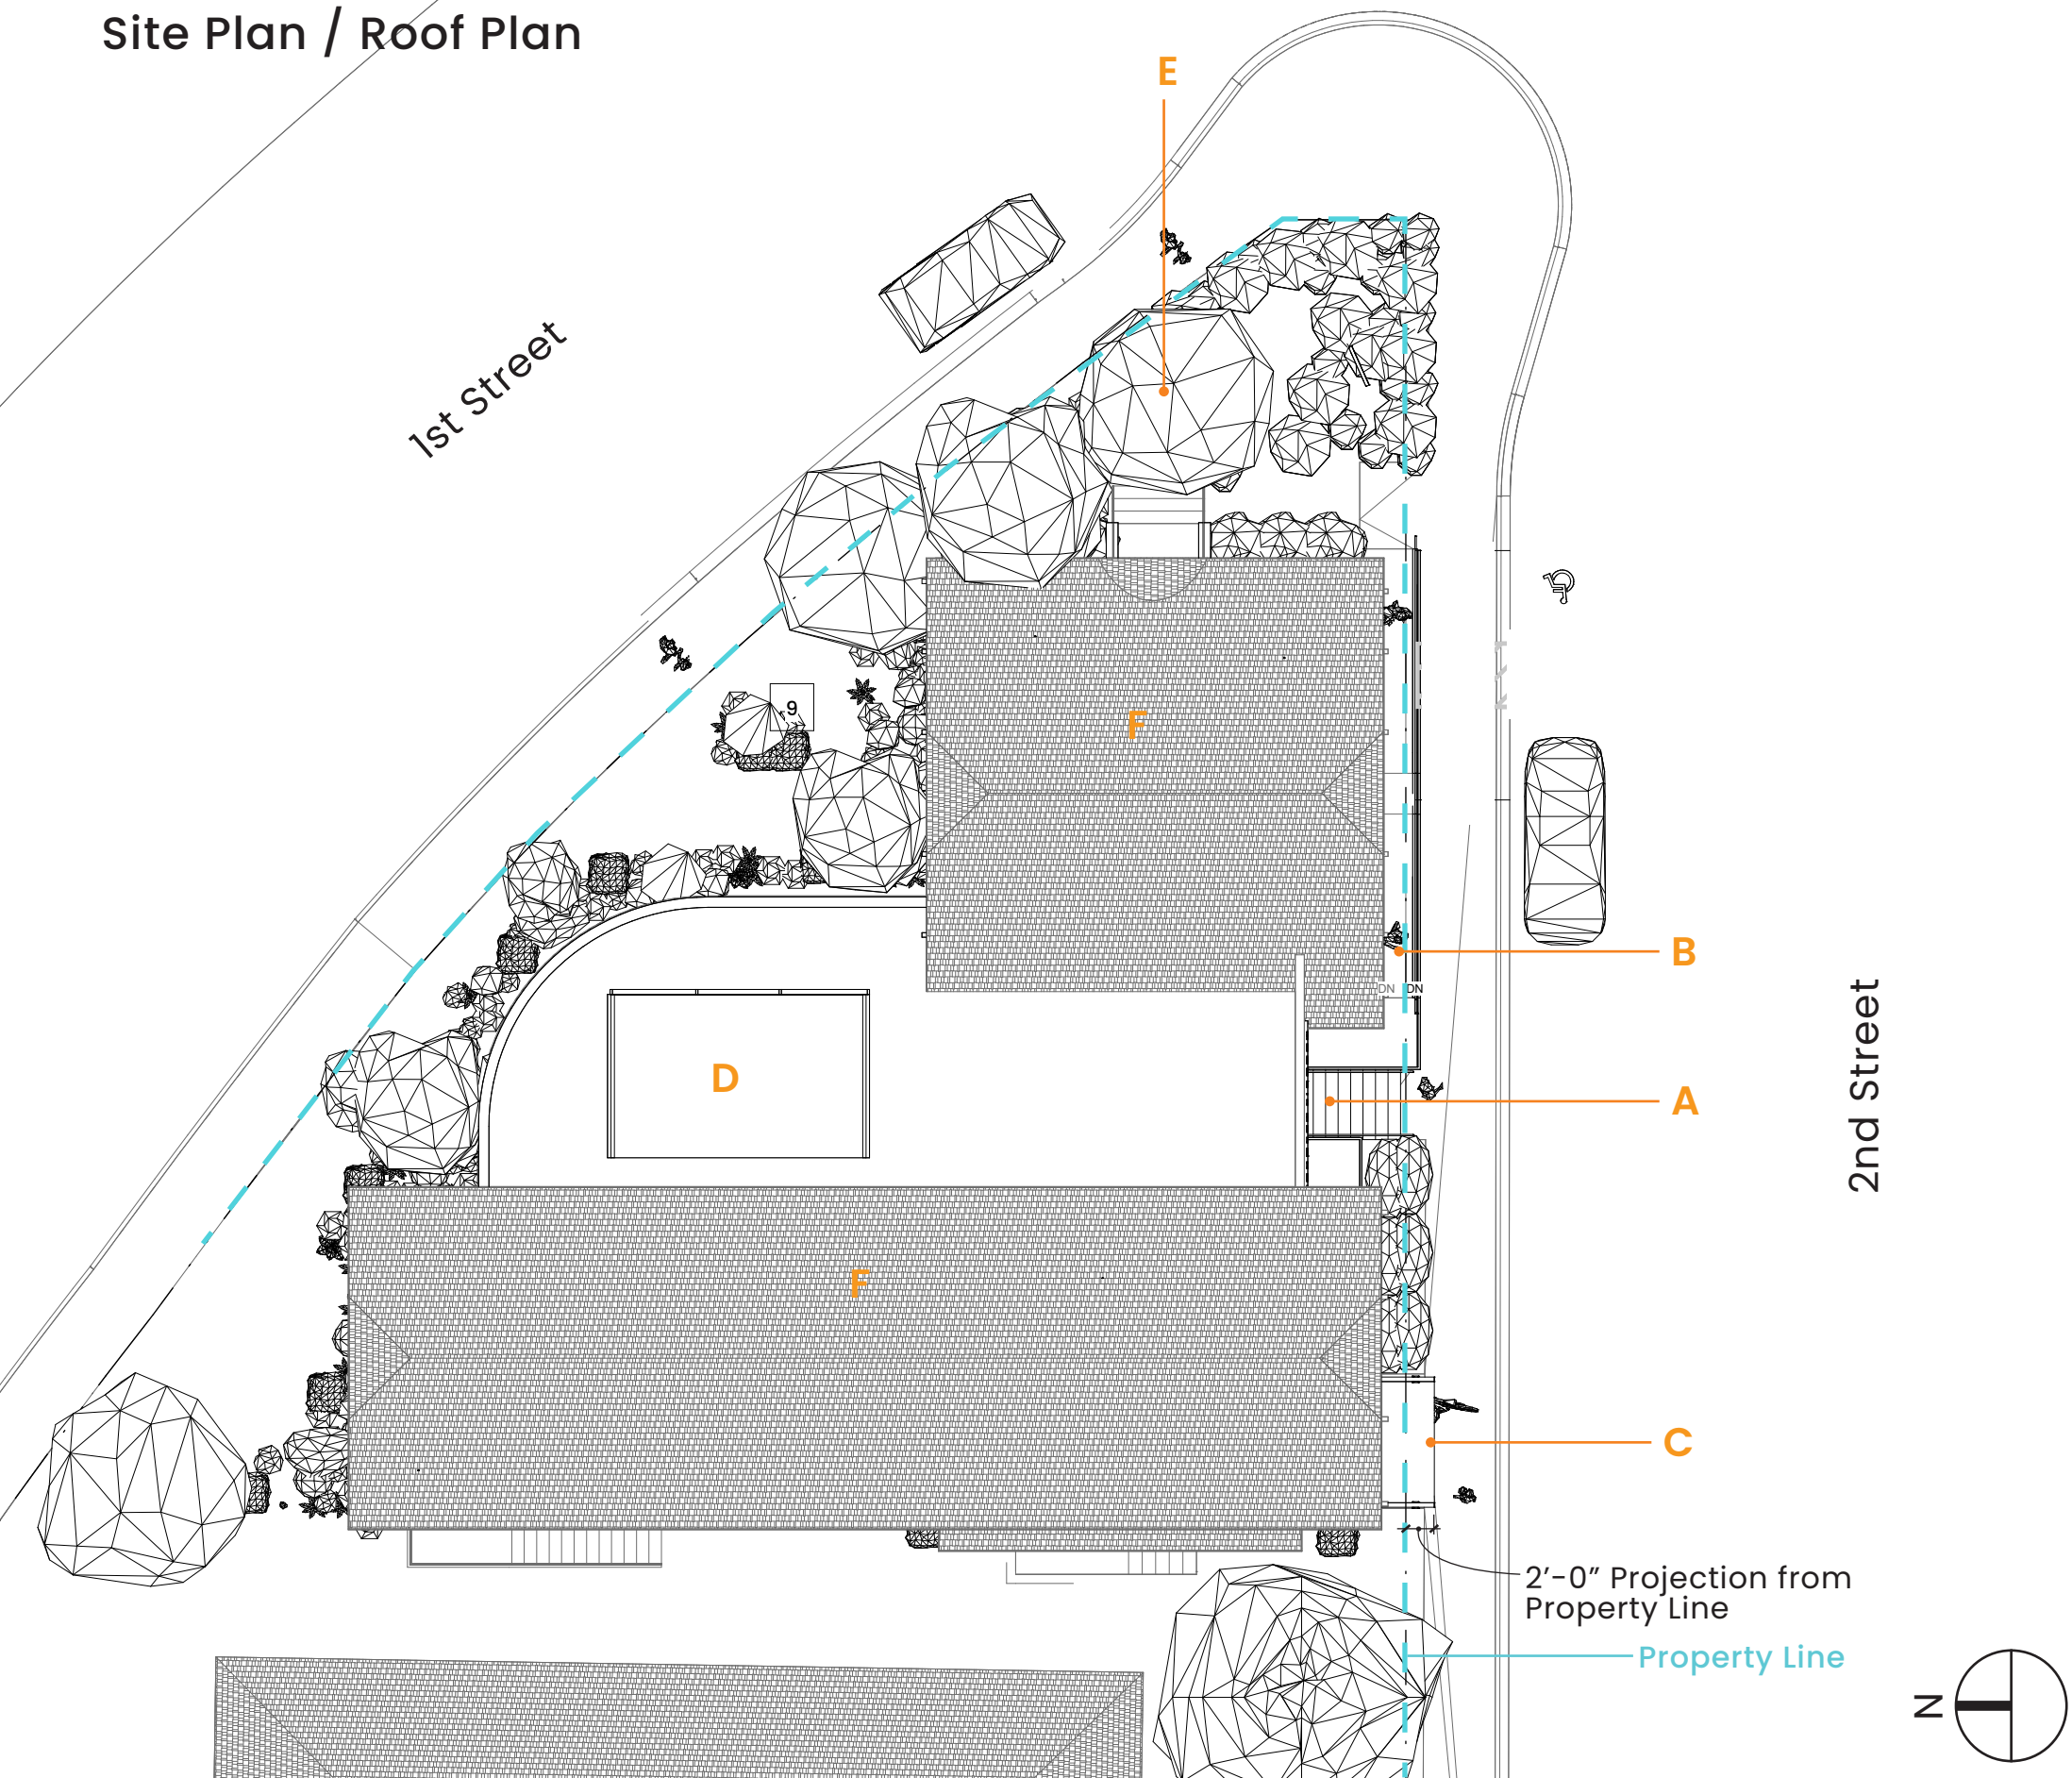 Site Plan / Roof Plan
E
1st Street
9
F
B
DN DN
2nd Street
D
A
F
C
2’-0” Projection from
Property Line
Property Line
N